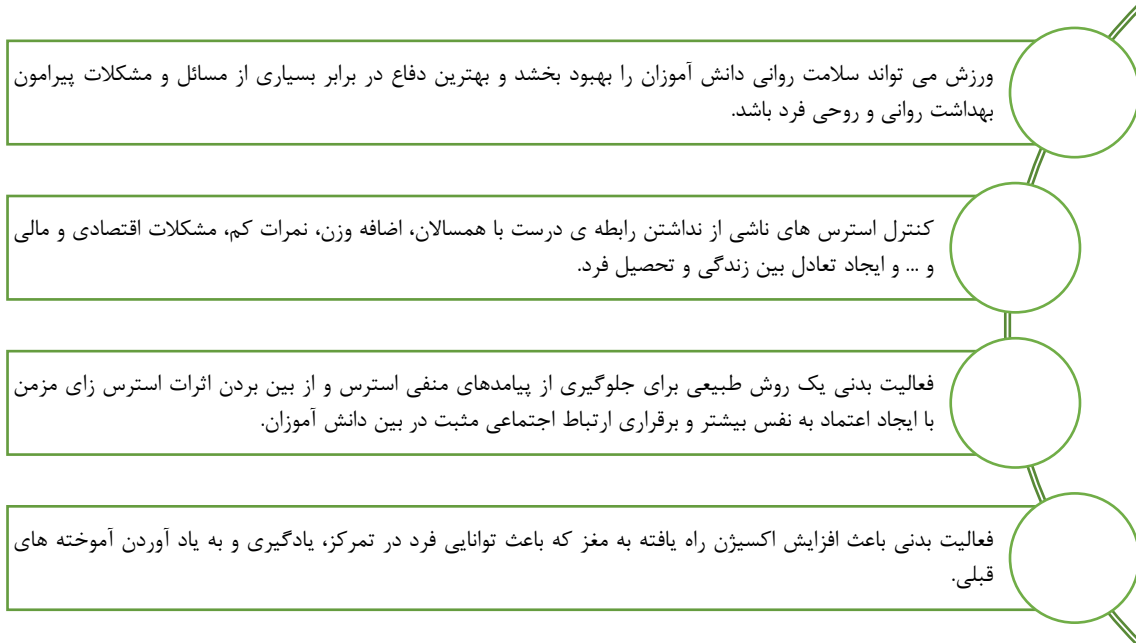 ورزش می تواند سلامت روانی دانش آموزان را بهبود بخشد و بهترین دفاع در برابر بسیاری از مسائل و مشکلات پیرامون
بهداشت روانی و روحی فرد باشد.
کنترل استرس های ناشی از نداشتن رابطه ی درست با همسالان، اضافه وزن، نمرات کم، مشکلات اقتصادی و مالی
و ... و ایجاد تعادل بین زندگی و تحصیل فرد.
فعالیت بدنی یک روش طبیعی برای جلوگیری از پیامدهای منفی استرس و از بین بردن اثرات استرس زای مزمن
با ایجاد اعتماد به نفس بیشتر و برقراری ارتباط اجتماعی مثبت در بین دانش آموزان.
فعالیت بدنی باعث افزایش اکسیژن راه یافته به مغز که باعث توانایی فرد در تمرکز، یادگیری و به یاد آوردن آموخته های
قبلی.